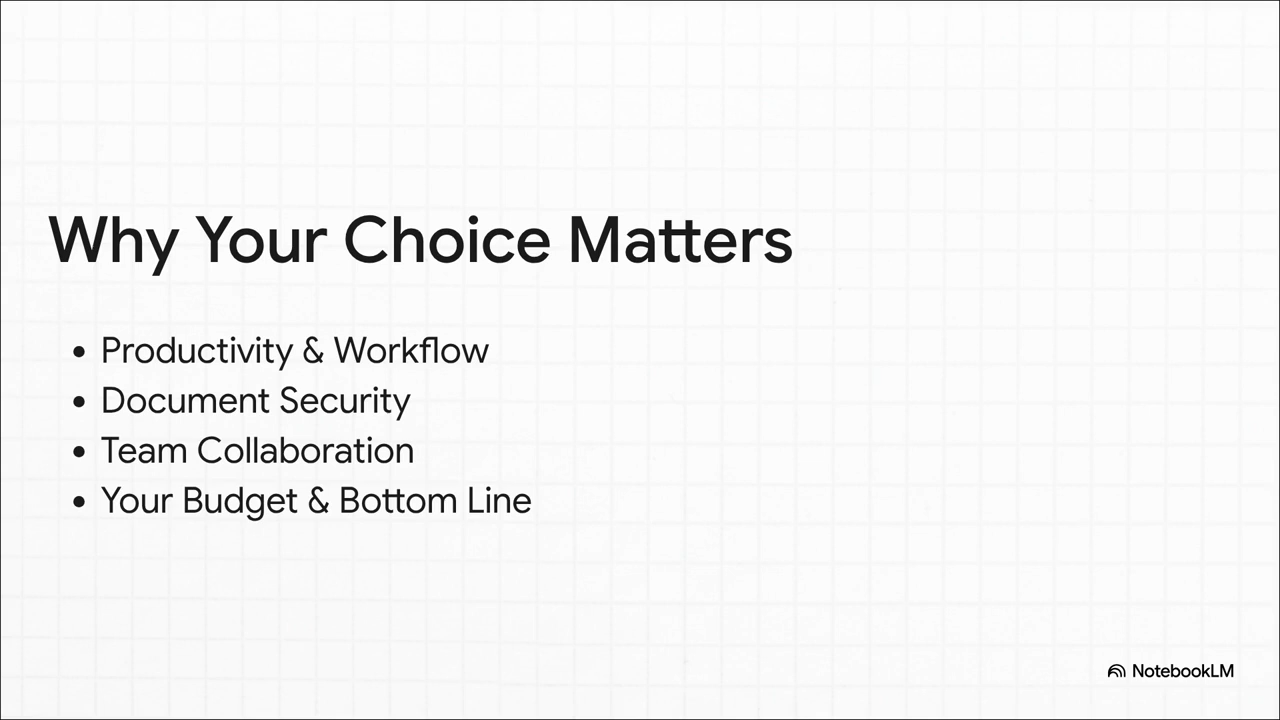 Why Your Choice Matters
• Productivity & Workflow
• Document Security
• Team Collaboration
• Your Budget & Bottom Line
NotebookLM